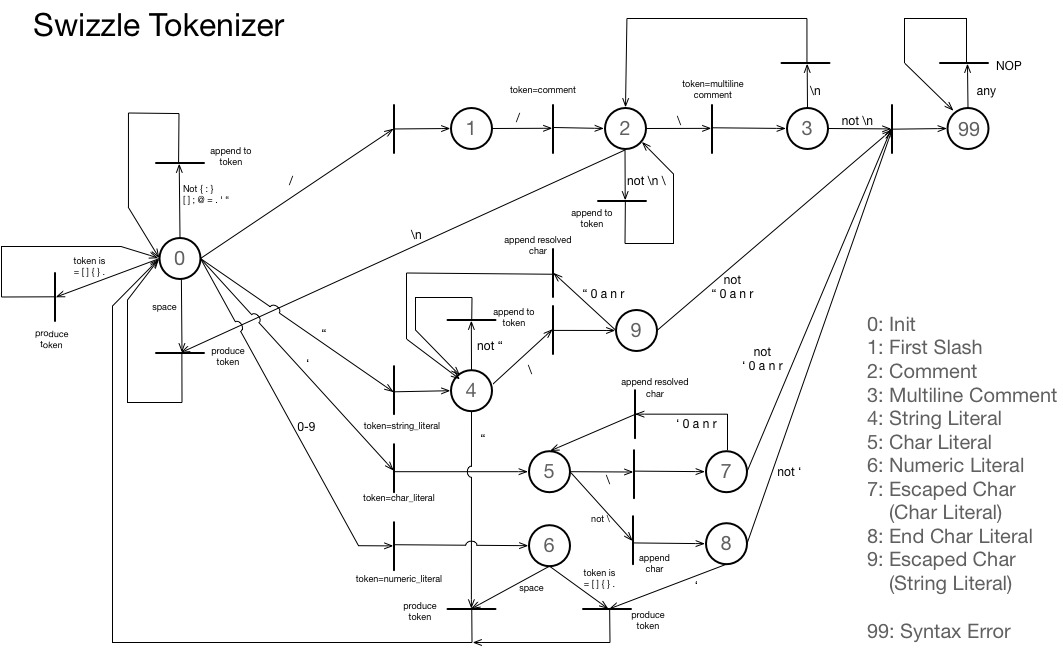 Swizzle Tokenizer
NOP
any
token=multiline
comment
token=comment
\n
/
\
not \n
1
2
3
99
append to
token
Not { : }
[ ] ; @ = . ' “
/
not \n \
append to
token
\n
append resolved
char
0
token is
= [ ] { } .
space
produce
token
produce
token
“ 0 a n r
not
“ 0 a n r
append to
token
9
not “
\
“
‘
0: Init
1: First Slash
2: Comment
3: Multiline Comment
4: String Literal
5: Char Literal
6: Numeric Literal
7: Escaped Char
(Char Literal)
8: End Char Literal
9: Escaped Char
(String Literal)
99: Syntax Error
not
‘ 0 a n r
append resolved
char
4
token=string_literal
0-9
“
‘ 0 a n r
5
\
7
not ‘
token=char_literal
not \
6
8
append
char
token=numeric_literal
token is
= [ ] { } .
space
‘
produce
token
produce
token